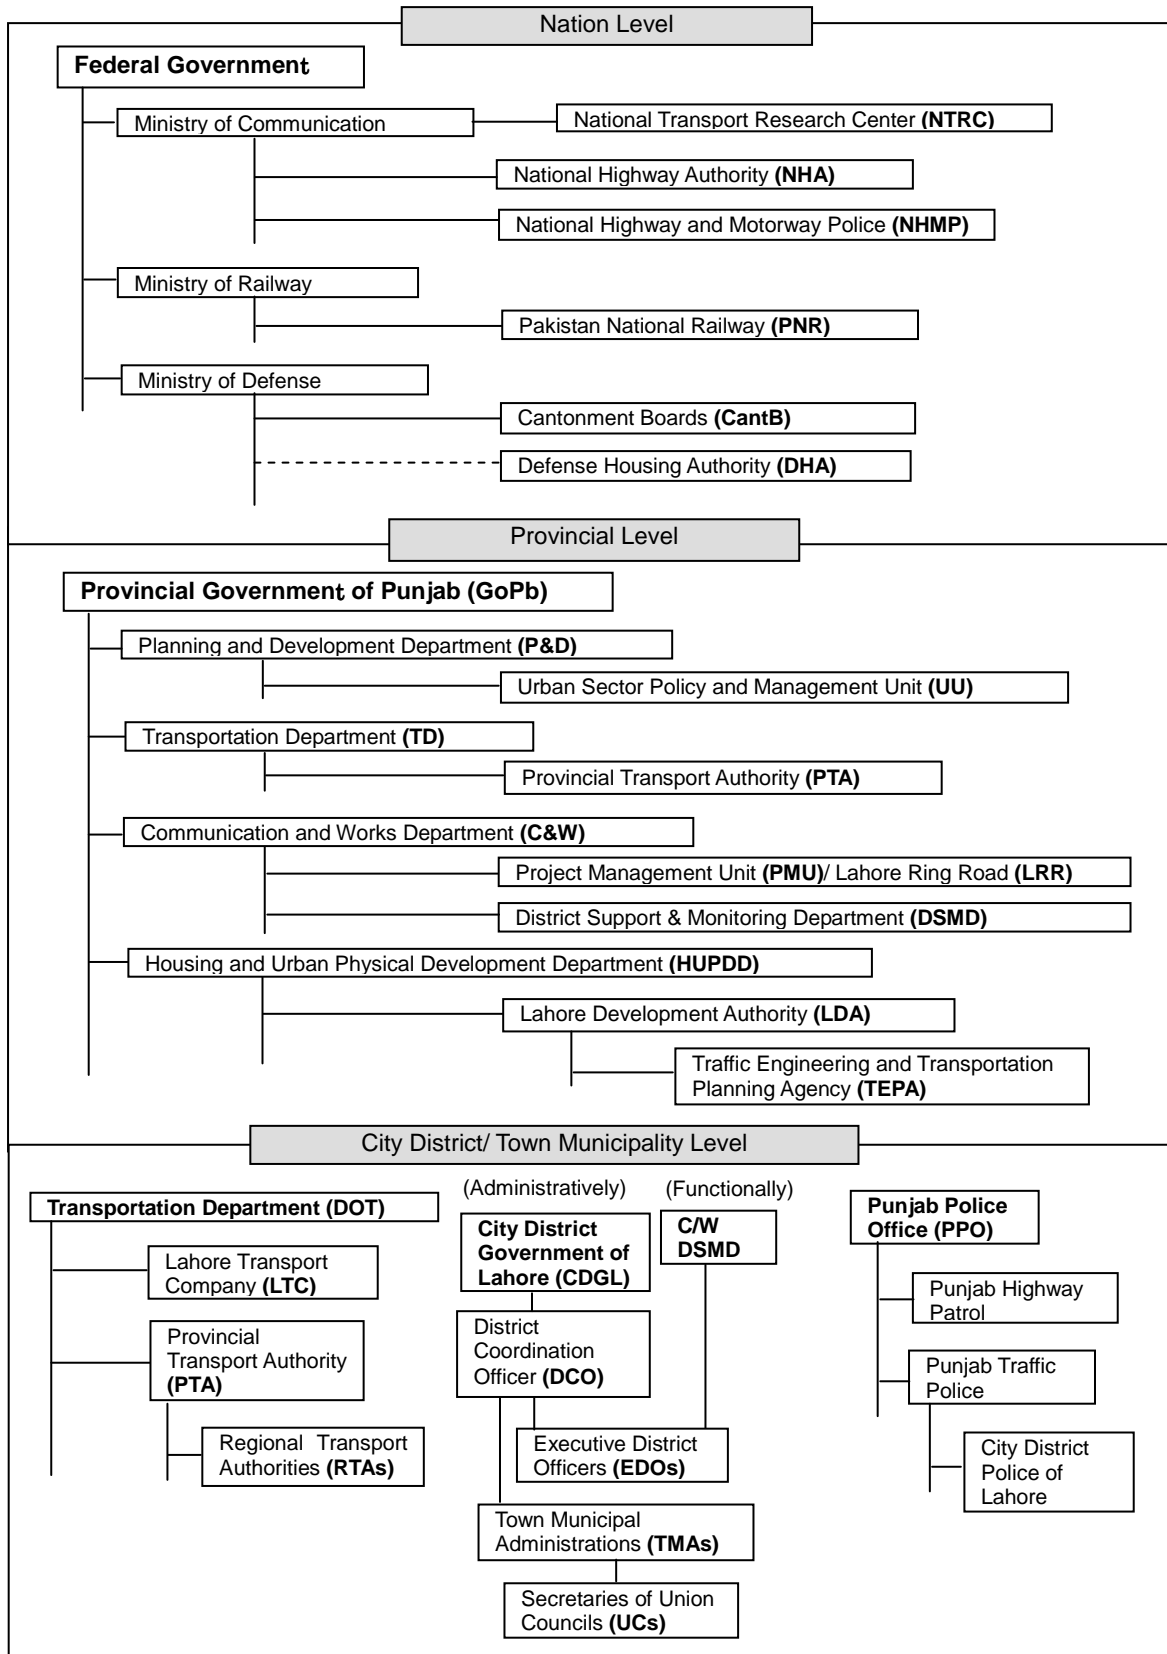 Nation Level
Federal Government
Ministry of Communication
National Transport Research Center (NTRC)
National Highway Authority (NHA)
National Highway and Motorway Police (NHMP)
Ministry of Railway
Pakistan National Railway (PNR)
Ministry of Defense
Cantonment Boards (CantB)
Defense Housing Authority (DHA)
Provincial Level
Provincial Government of Punjab (GoPb)
Planning and Development Department (P&D)
Urban Sector Policy and Management Unit (UU)
Transportation Department (TD)
Provincial Transport Authority (PTA)
Communication and Works Department (C&W)
Project Management Unit (PMU)/ Lahore Ring Road (LRR)
District Support & Monitoring Department (DSMD)
Housing and Urban Physical Development Department (HUPDD)
Lahore Development Authority (LDA)
Traffic Engineering and Transportation
Planning Agency (TEPA)
City District/ Town Municipality Level
Transportation Department (DOT)
Lahore Transport
Company (LTC)
Provincial
Transport Authority
(PTA)
Regional Transport
Authorities (RTAs)
(Administratively)
City District
Government of
Lahore (CDGL)
District
Coordination
Officer (DCO)
(Functionally)
C/W
DSMD
Executive District
Officers (EDOs)
Town Municipal
Administrations (TMAs)
Secretaries of Union
Councils (UCs)
Punjab Police
Office (PPO)
Punjab Highway
Patrol
Punjab Traffic
Police
City District
Police of
Lahore